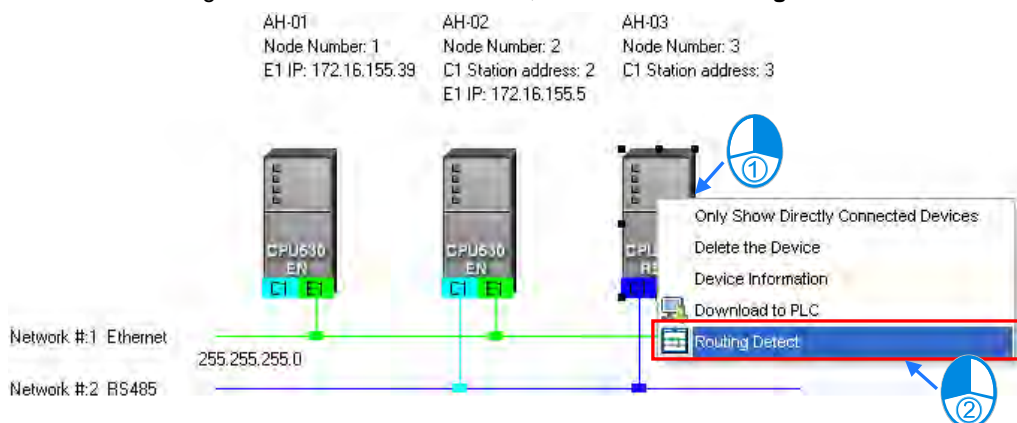 AH-01
Node Number: 1
E1 IP: 172.16.155.39
AH-02
Node Number: 2
C1 Station address: 2
E1 IP: 172.16.155.5
AH-03
Node Number: 3
C1 Station address: 3
CPU530
EN
C1 E1
CPU530
EN
C1 E1
①
Only Show Directly Connected Devices
Delete the Device
Device Information
Download to PLC
Routing Detect
②
Network #:1 Ethernet
255.255.255.0
Network #:2 RS485